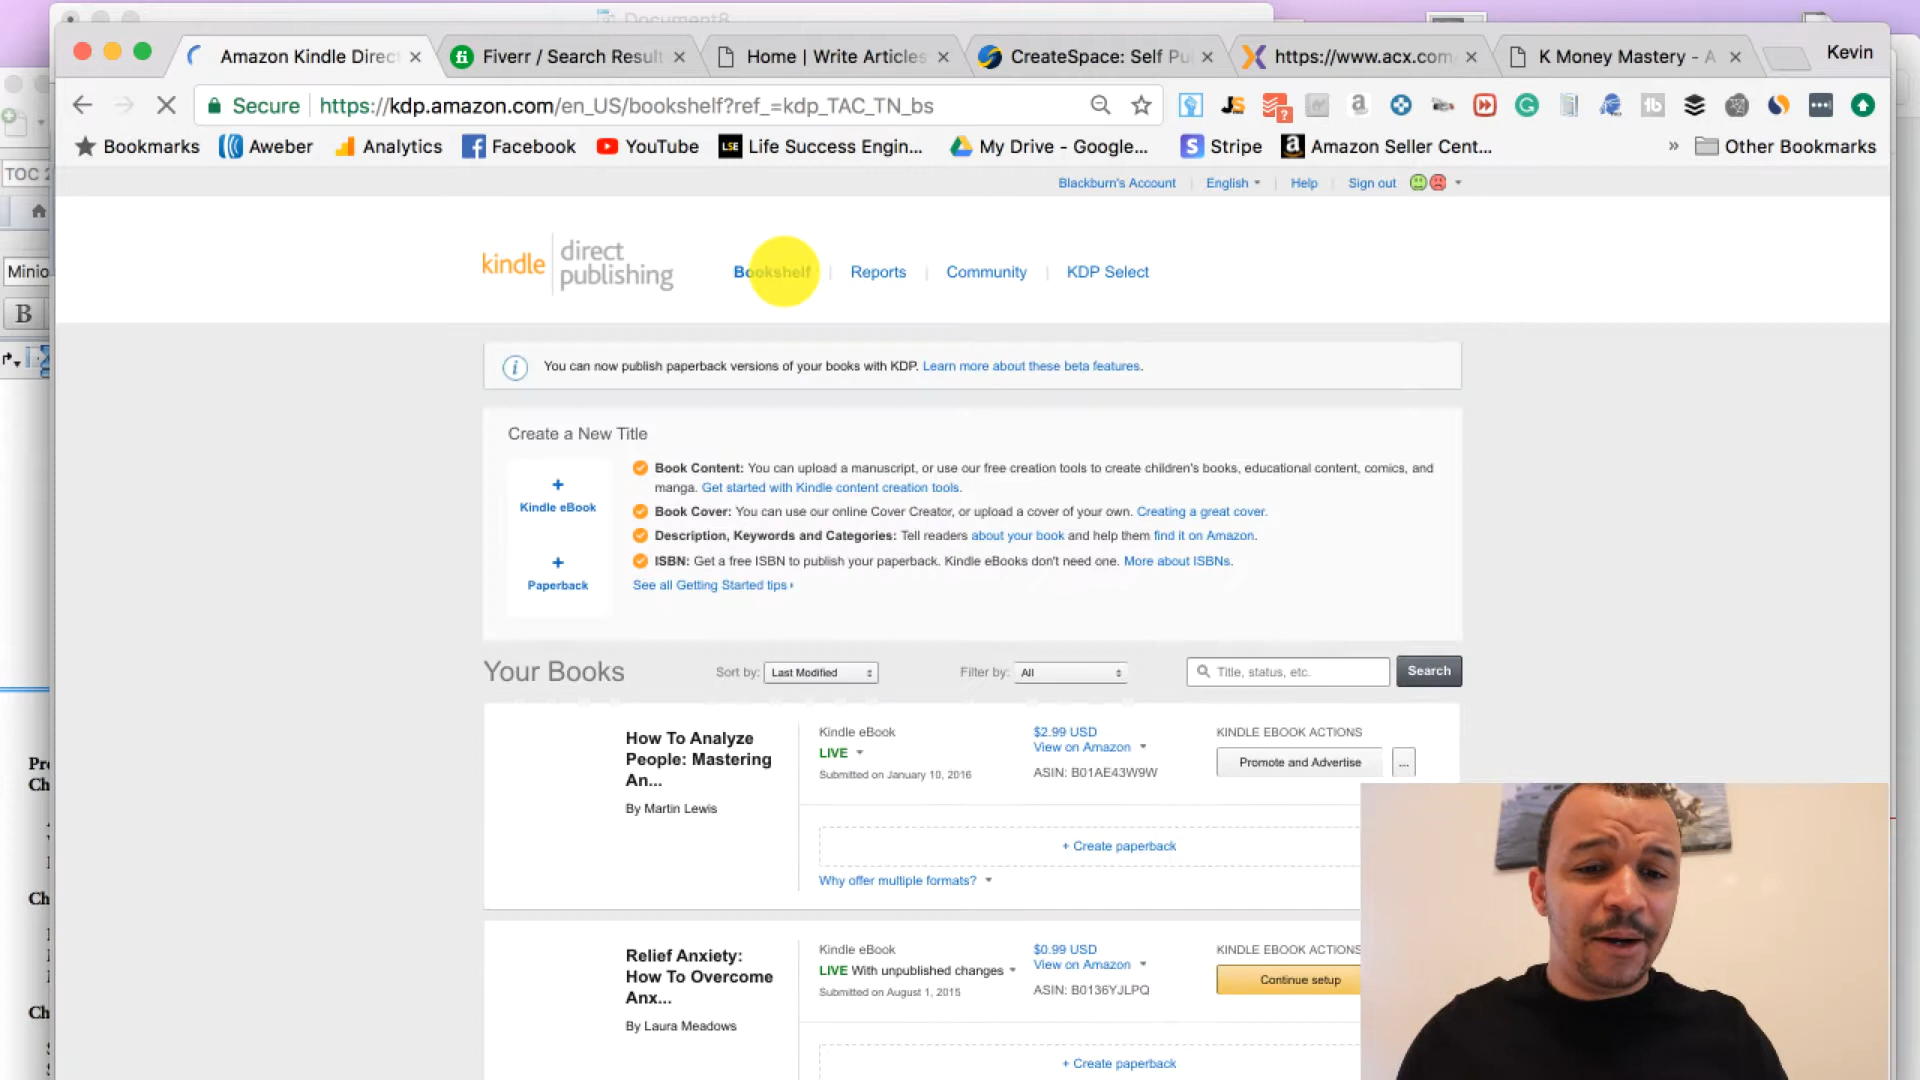 Document8
Amazon Kindle Direct
Fiverr / Search Result
Home | Write Articles
CreateSpace: Self Pu
https://www.acx.com
K Money Mastery - A
Kevin
Secure
https://kdp.amazon.com/en_US/bookshelf?ref_=kdp_TAC_TN_bs
Bookmarks
Aweber
Analytics
Facebook
YouTube
LSE
Life Success Engin...
My Drive - Google...
Stripe
Amazon Seller Cent...
»
Other Bookmarks
TOC 2
Minio
B
Blackburn's Account
English
Help
Sign out
kindle direct publishing
Bookshelf
Reports
Community
KDP Select
You can now publish paperback versions of your books with KDP. Learn more about these beta features.
Create a New Title
+
Kindle eBook
+
Paperback
Book Content: You can upload a manuscript, or use our free creation tools to create children's books, educational content, comics, and
manga. Get started with Kindle content creation tools.
Book Cover: You can use our online Cover Creator, or upload a cover of your own. Creating a great cover.
Description, Keywords and Categories: Tell readers about your book and help them find it on Amazon.
ISBN: Get a free ISBN to publish your paperback. Kindle eBooks don't need one. More about ISBNs.
See all Getting Started tips
Your Books
Sort by: Last Modified
Filter by: All
Title, status, etc.
Search
How To Analyze
People: Mastering
An...
By Martin Lewis
Kindle eBook
LIVE
Submitted on January 10, 2016
$2.99 USD
View on Amazon
ASIN: B01AE43W9W
KINDLE EBOOK ACTIONS
Promote and Advertise
...
+ Create paperback
Why offer multiple formats?
Relief Anxiety:
How To Overcome
Anx...
By Laura Meadows
Kindle eBook
LIVE With unpublished changes
Submitted on August 1, 2015
$0.99 USD
View on Amazon
ASIN: B0136YJLPQ
KINDLE EBOOK ACTIONS
Continue setup
+ Create paperback